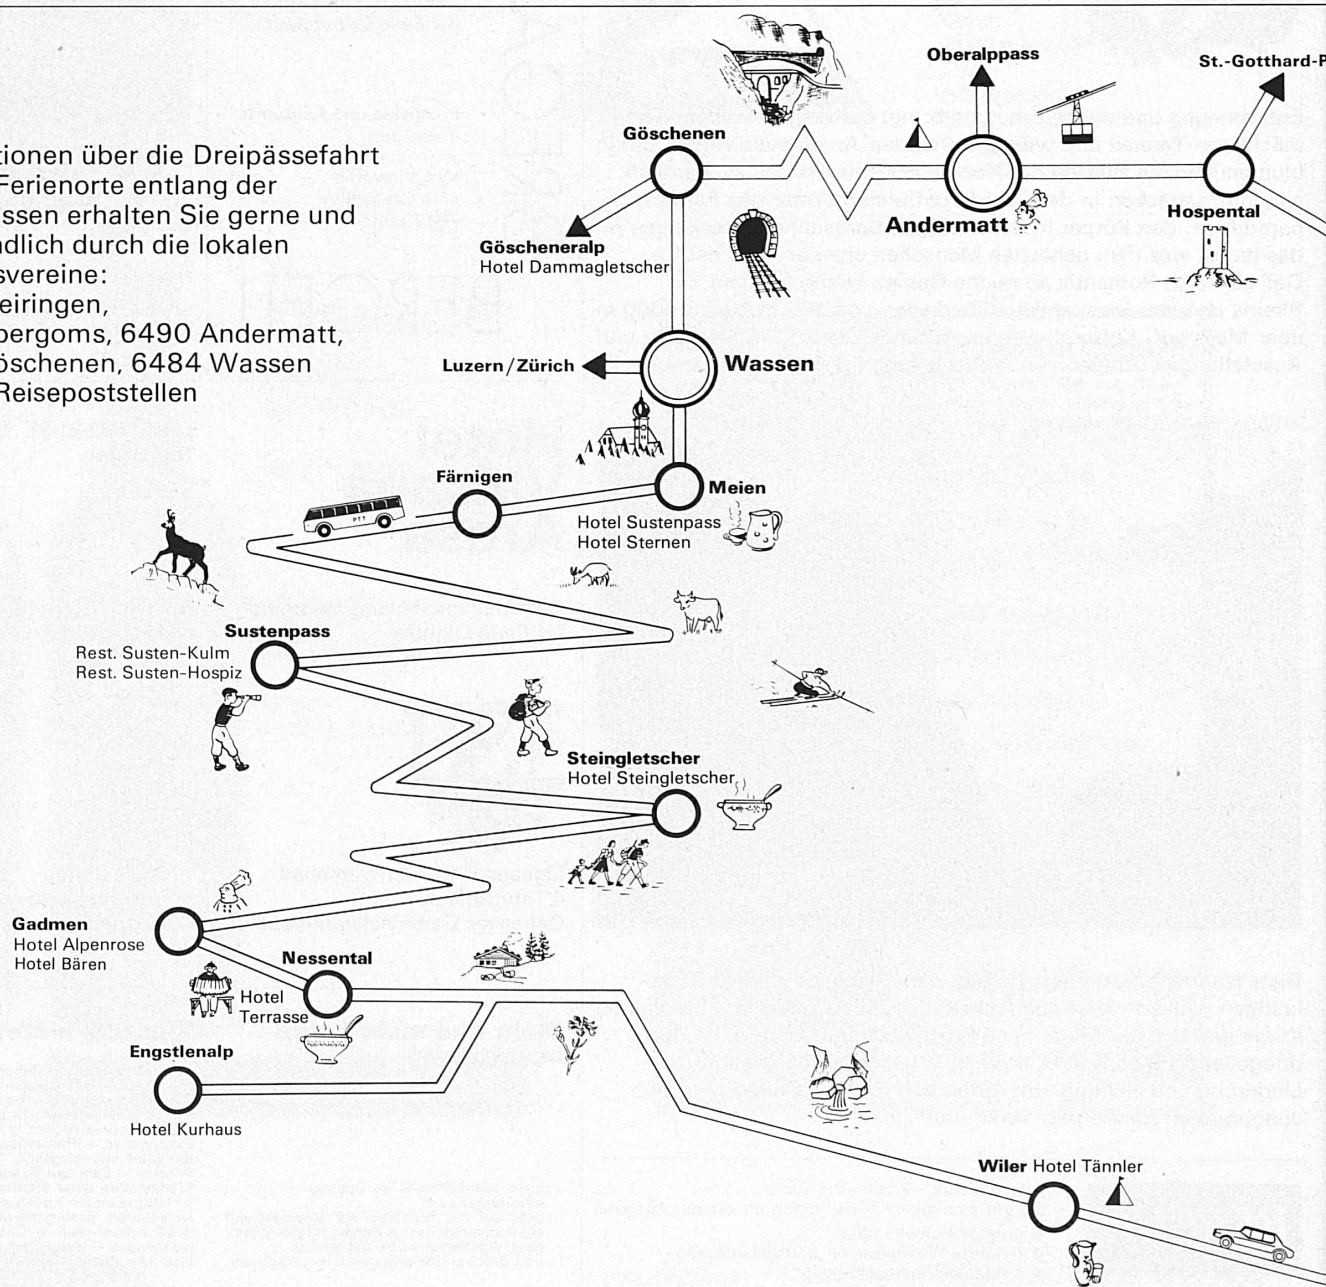 tionen über die Dreipässefahrt
Ferienorte entlang der
ssen erhalten Sie gerne und
ndlich durch die lokalen
svereine:
eiringen,
bergoms, 6490 Andermatt,
öschenen, 6484 Wassen
Reisepoststellen
Oberalppass
St.-Gotthard-P
Göschenen
Andermatt
Hospental
Göscheneralp
Hotel Dammagletscher
Luzern/Zürich
Wassen
Färnigen
Meien
Hotel Sustenpass
Hotel Sternen
PTT
Sustenpass
Rest. Susten-Kulm
Rest. Susten-Hospiz
Steingletscher
Hotel Steingletscher
Gadmen
Hotel Alpenrose
Hotel Bären
Nessental
Hotel
Terrasse
Engstlenalp
Hotel Kurhaus
Wiler Hotel Tännler